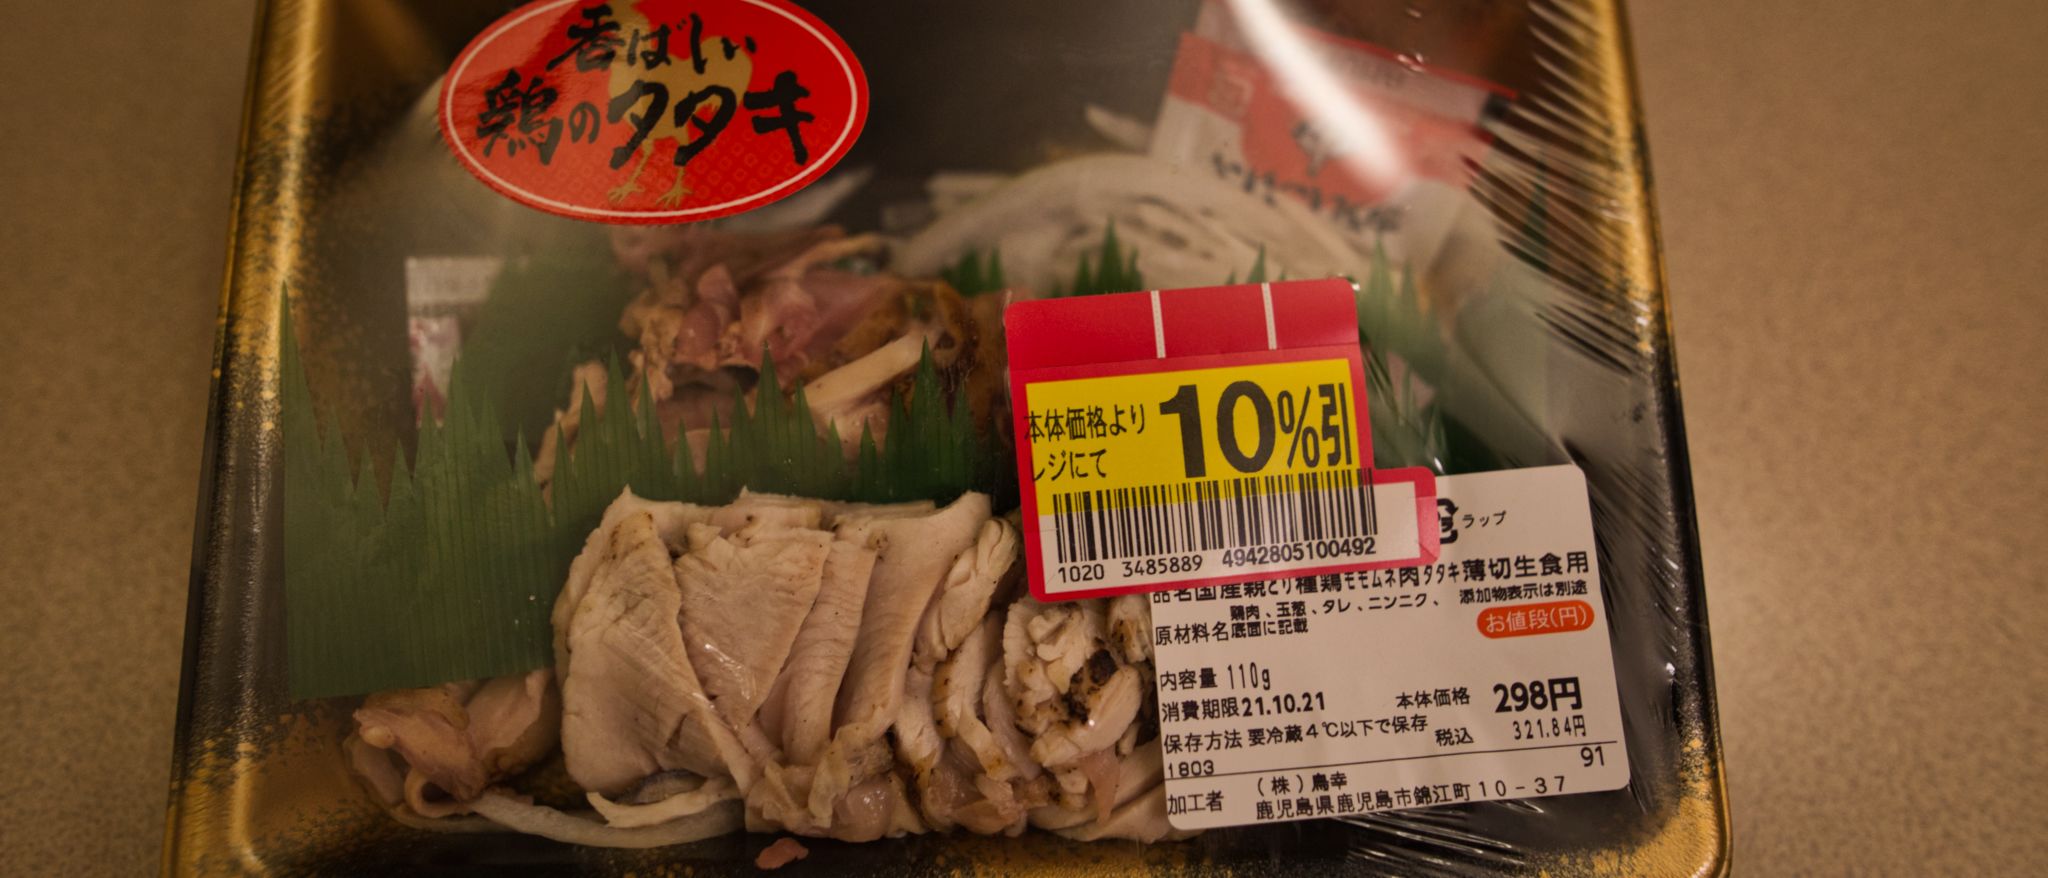 香ばしい
鶏のタタキ
本体価格より
レジにて
10%引
1020 3485889 4942805100492
ラップ
品名国産親どり種鶏モモムネ肉タタキ薄切生食用
鶏肉、玉葱、タレ、ニンニク、 添加物表示は別途
原材料名底面に記載
お値段(円)
内容量 110g
消費期限21.10.21
本体価格 298円
保存方法 要冷蔵4℃以下で保存
税込 321.84円
1803
91
加工者 (株)鳥幸
鹿児島県鹿児島市錦江町10-37